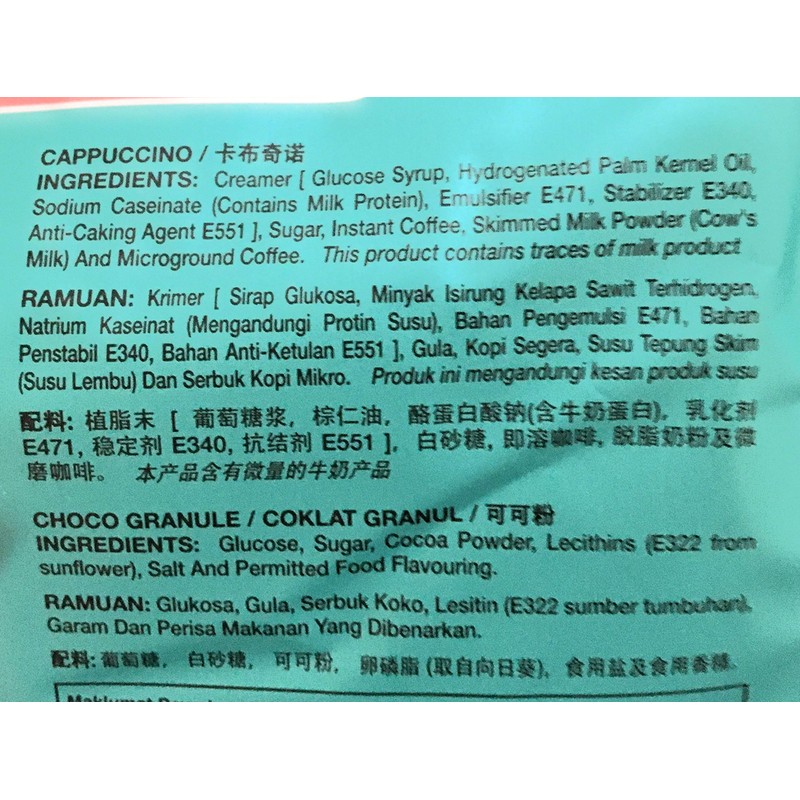 CAPPUCCINO / 卡布奇诺
INGREDIENTS: Creamer [ Glucose Syrup, Hydrogenated Palm Kernel Oil,
Sodium Caseinate (Contains Milk Protein), Emulsifier E471, Stabilizer E340,
Anti-Caking Agent E551 ], Sugar, Instant Coffee, Skimmed Milk Powder (Cow's
Milk) And Microground Coffee. This product contains traces of milk product
RAMUAN: Krimer [ Sirap Glukosa, Minyak Isirung Kelapa Sawit Terhidrogen,
Natrium Kaseinat (Mengandungi Protin Susu), Bahan Pengemulsi E471, Bahan
Penstabil E340, Bahan Anti-Ketulan E551 ], Gula, Kopi Segera, Susu Tepung Skim
(Susu Lembu) Dan Serbuk Kopi Mikro. Produk ini mengandungi kesan produk susu
配料: 植脂末 [ 葡萄糖浆, 棕仁油, 酪蛋白酸钠(含牛奶蛋白), 乳化剂
E471, 稳定剂 E340, 抗结剂 E551 ], 白砂糖, 即溶咖啡, 脱脂奶粉及微
磨咖啡。 本产品含有微量的牛奶产品
CHOCO GRANULE / COKLAT GRANUL / 可可粉
INGREDIENTS: Glucose, Sugar, Cocoa Powder, Lecithins (E322 from
sunflower), Salt And Permitted Food Flavouring.
RAMUAN: Glukosa, Gula, Serbuk Koko, Lesitin (E322 sumber tumbuhan),
Garam Dan Perisa Makanan Yang Dibenarkan.
配料: 葡萄糖, 白砂糖, 可可粉, 卵磷脂 (取自向日葵), 食用盐及食用香精.
Maklumat